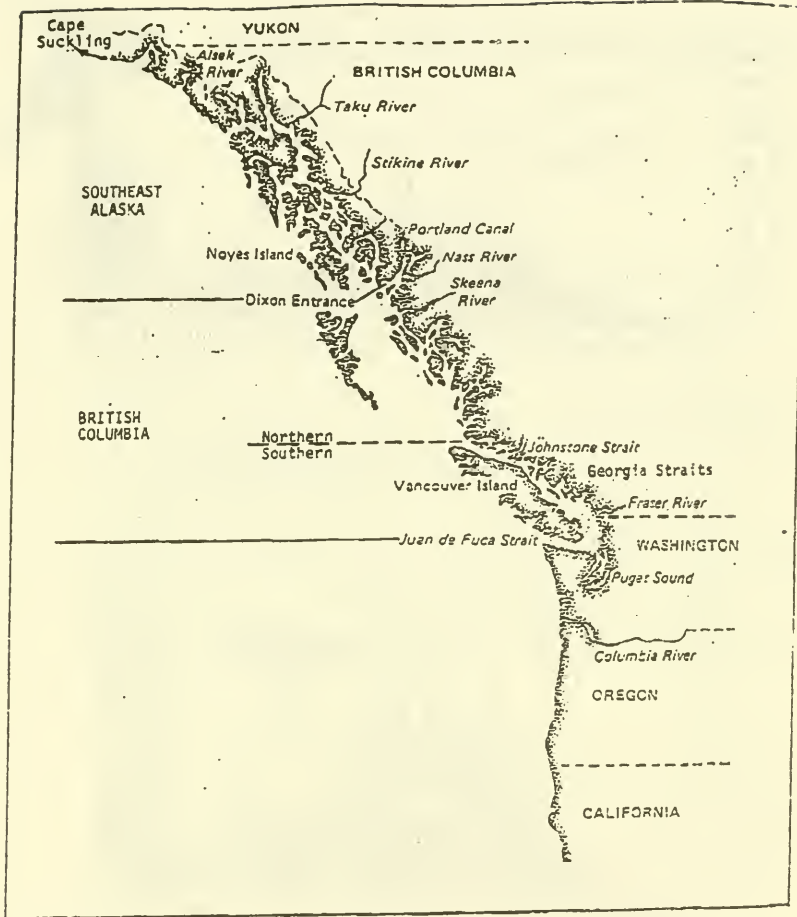 Cape
Suckling
YUKON
Alsek
River
BRITISH COLUMBIA
Taku River
Stikine River
SOUTHEAST
ALASKA
Portland Canal
Noyes Island
Nass River
Skeena
River
Dixon Entrance
BRITISH
COLUMBIA
Northern
Southern
Johnstone Strait
Georgia Straits
Vancouver Island
Fraser River
Juan de Fuca Strait
WASHINGTON
Puget Sound
Columbia River
OREGON
CALIFORNIA